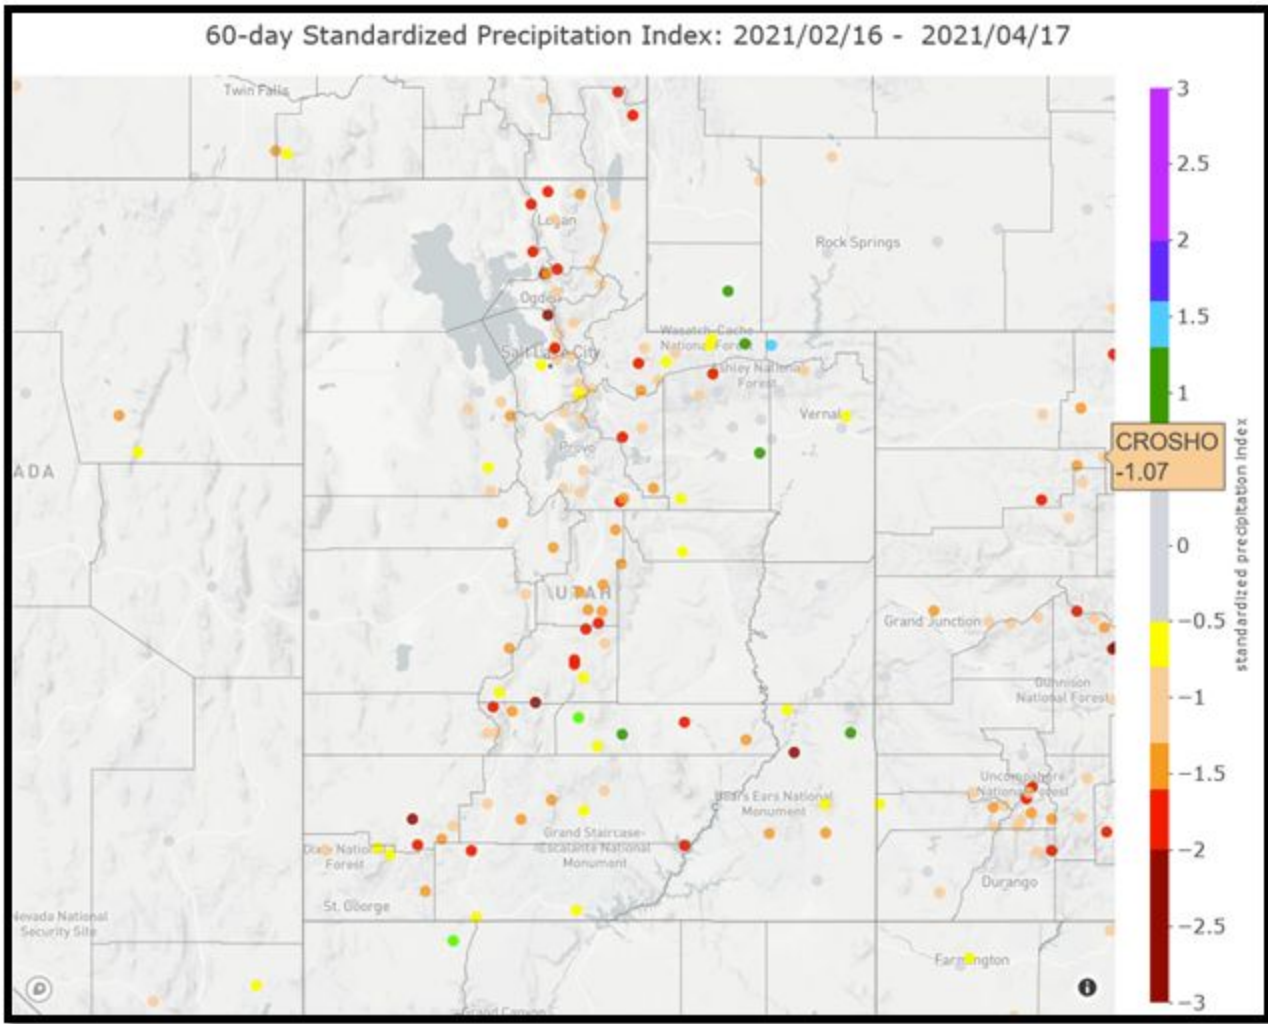 60-day Standardized Precipitation Index: 2021/02/16 - 2021/04/17
Twin Falls
Logan
Rock Springs
Ogden
Wasatch-Cache
National Forest
Salt Lake City
Ashley National
Forest
Vernal
Provo
ADA
UTAH
Grand Junction
Gunnison
National Forest
Uncompahgre
National Forest
Bears Ears National
Monument
Grand Staircase-
Escalante National
Monument
Dixie National
Forest
Durango
St. George
Nevada National
Security Site
Farmington
Grand Canyon
3
2.5
2
1.5
1
CROSHO
-1.07
0
−0.5
−1
−1.5
−2
−2.5
−3
standardized precipitation index